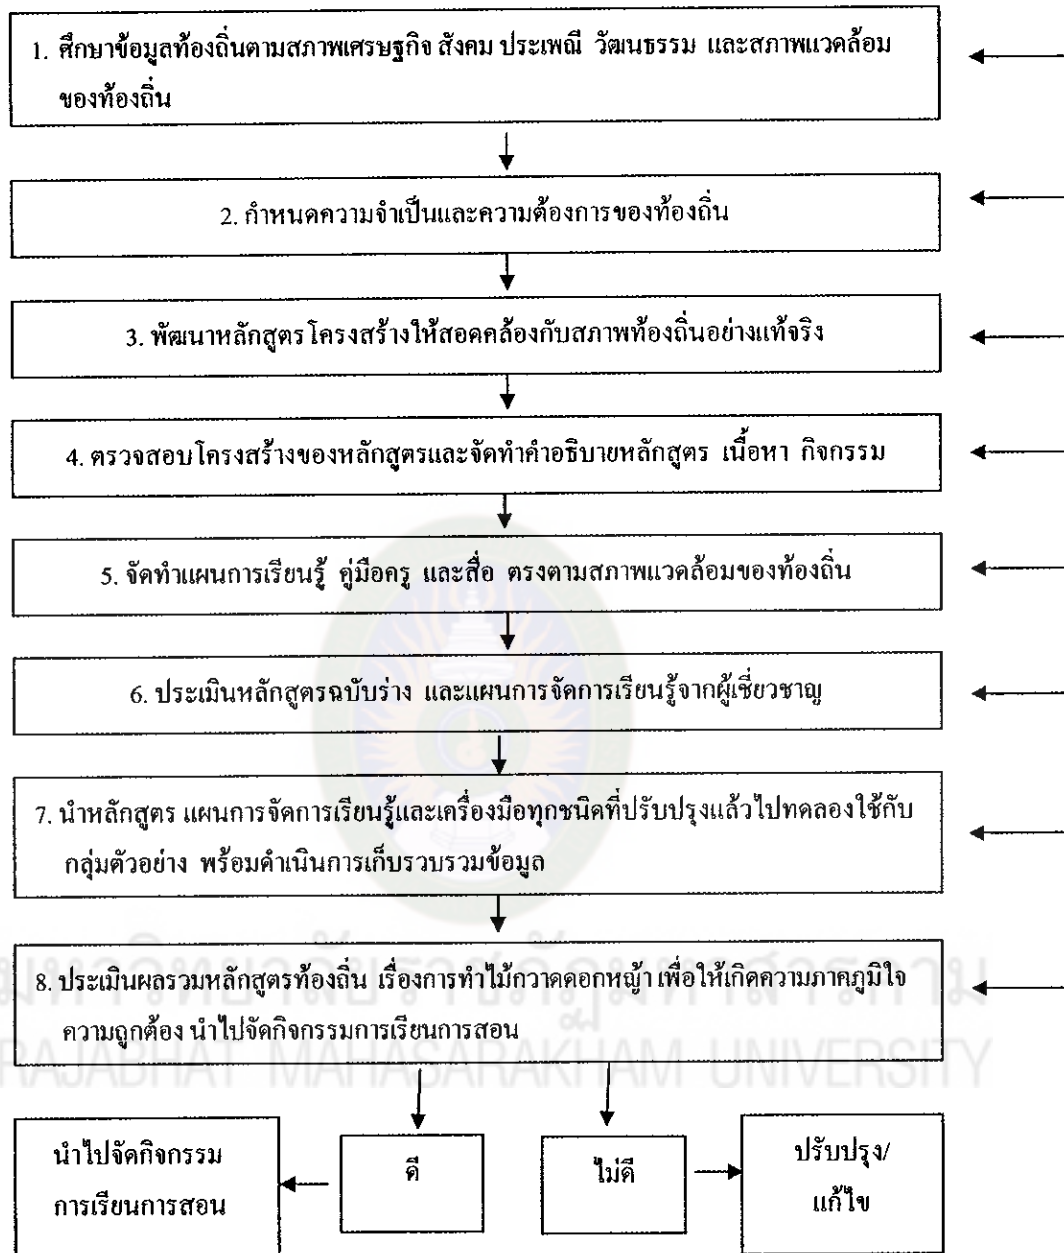 1. ศึกษาข้อมูลท้องถิ่นตามสภาพเศรษฐกิจ สังคม ประเพณี วัฒนธรรม และสภาพแวดล้อม
ของท้องถิ่น
2. กำหนดความจำเป็นและความต้องการของท้องถิ่น
3. พัฒนาหลักสูตรโครงสร้างให้สอดคล้องกับสภาพท้องถิ่นอย่างแท้จริง
4. ตรวจสอบโครงสร้างของหลักสูตรและจัดทำคำอธิบายหลักสูตร เนื้อหา กิจกรรม
5. จัดทำแผนการเรียนรู้ คู่มือครู และสื่อ ตรงตามสภาพแวดล้อมของท้องถิ่น
6. ประเมินหลักสูตรฉบับร่าง และแผนการจัดการเรียนรู้จากผู้เชี่ยวชาญ
7. นำหลักสูตร แผนการจัดการเรียนรู้และเครื่องมือทุกชนิดที่ปรับปรุงแล้วไปทดลองใช้กับ
กลุ่มตัวอย่าง พร้อมดำเนินการเก็บรวบรวมข้อมูล
8. ประเมินผลรวมหลักสูตรท้องถิ่น เรื่องการทำไม้กวาดดอกหญ้า เพื่อให้เกิดความภาคภูมิใจ
ความถูกต้อง นำไปจัดกิจกรรมการเรียนการสอน
RAJABHAT MAHASARAKHAM UNIVERSITY
นำไปจัดกิจกรรม
การเรียนการสอน
ดี
ไม่ดี
ปรับปรุง/
แก้ไข